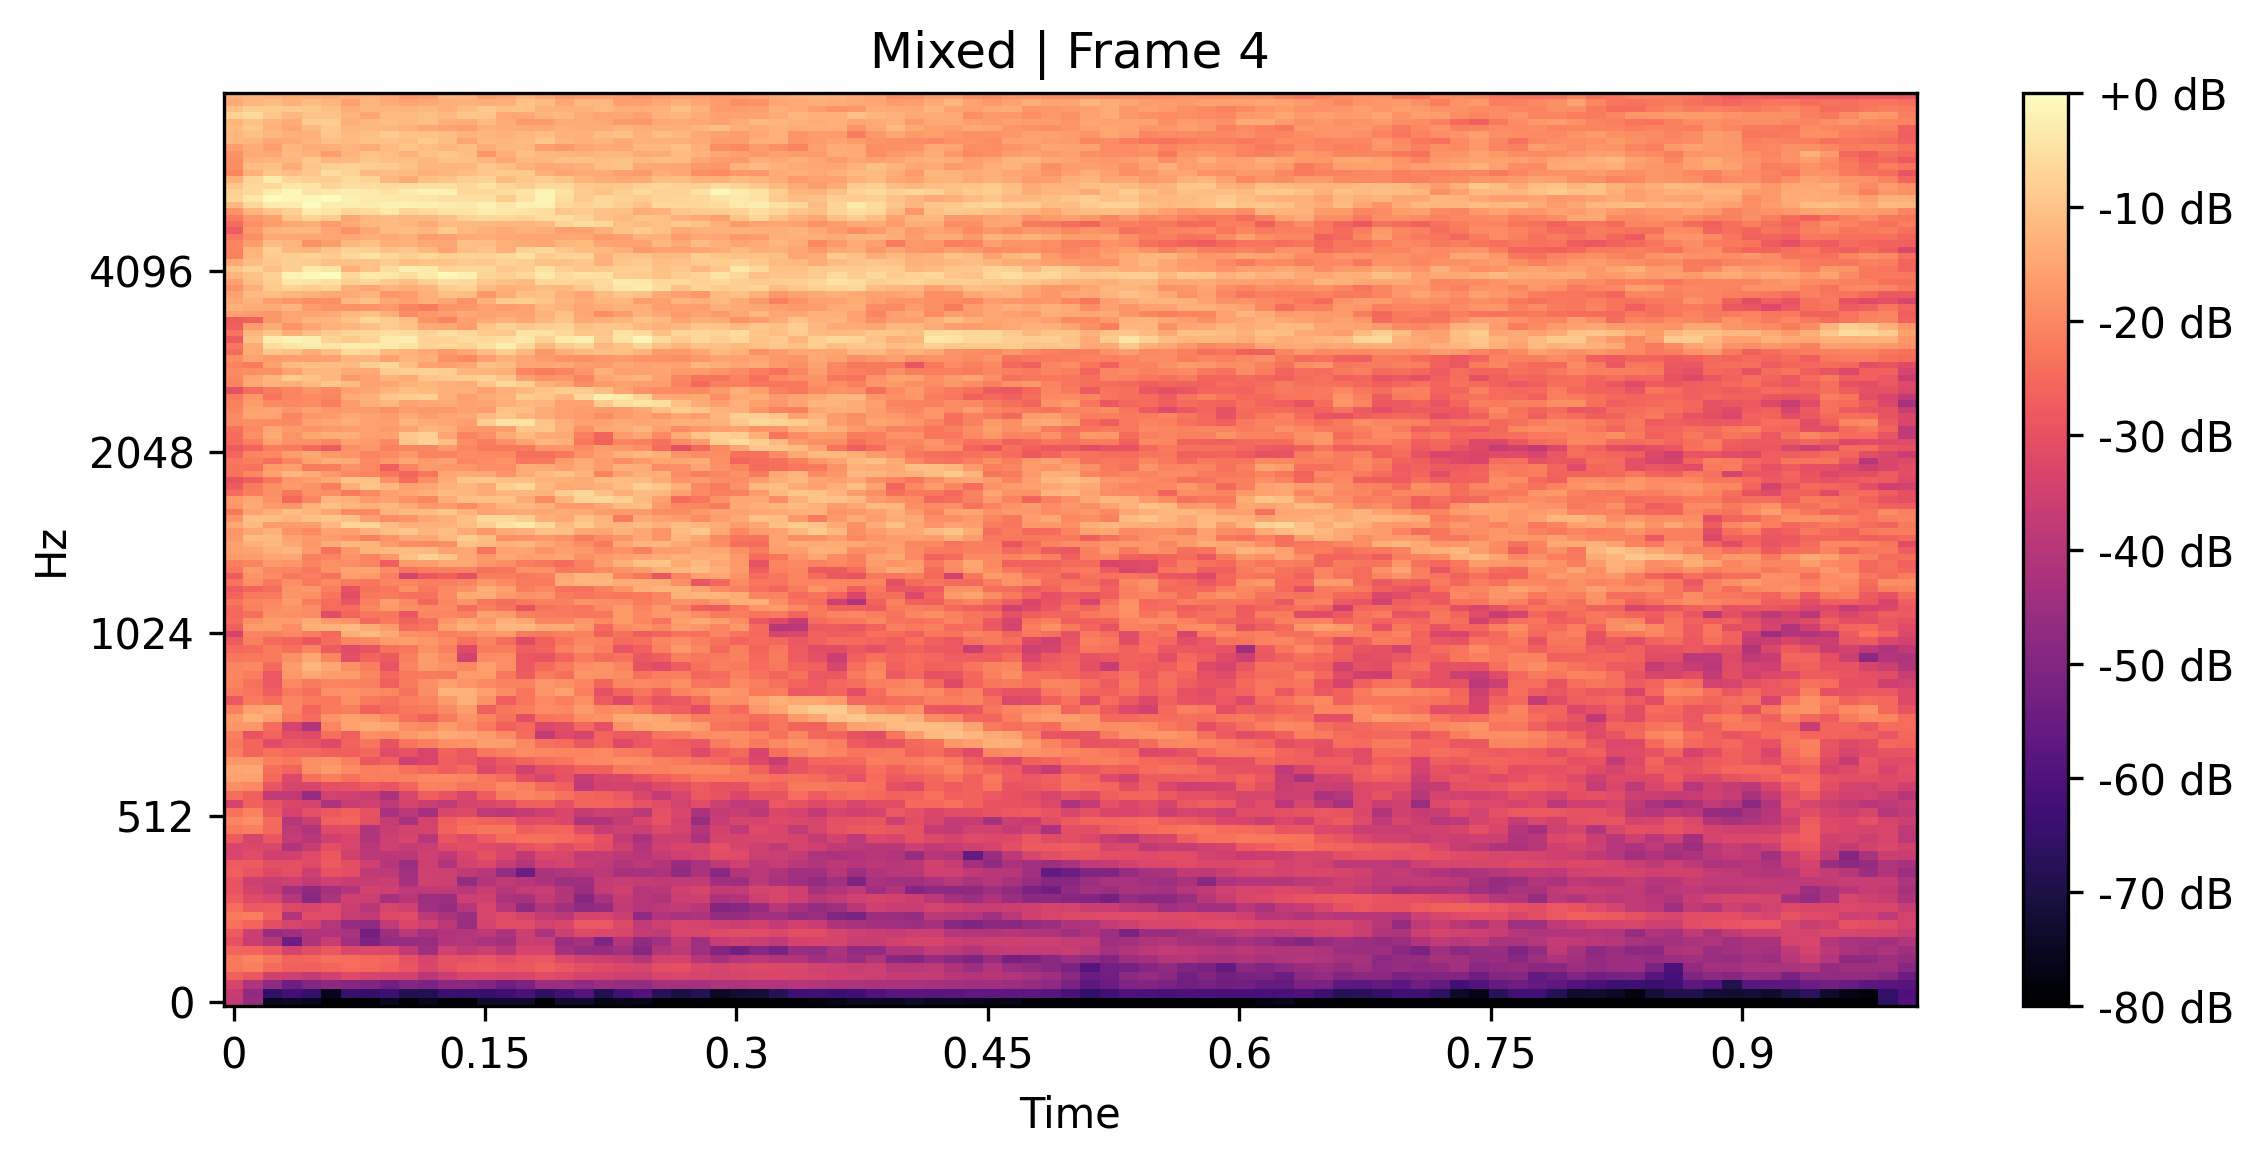 Mixed | Frame 4
+0 dB
-10 dB
-20 dB
-30 dB
-40 dB
-50 dB
-60 dB
-70 dB
-80 dB
Hz
4096
2048
1024
512
0
0 0.15 0.3 0.45 0.6 0.75 0.9
Time